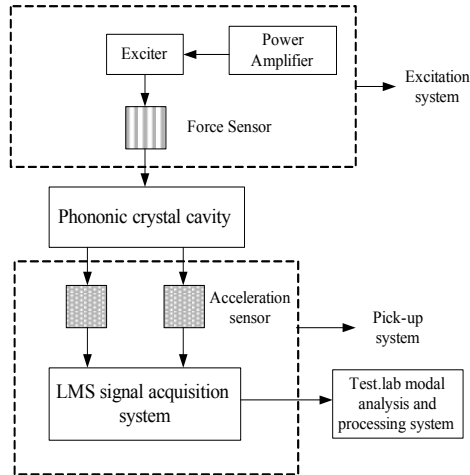 Exciter
Power
Amplifier
Excitation
system
Force Sensor
Phononic crystal cavity
Acceleration
sensor
Pick-up
system
LMS signal acquisition
system
Test.lab modal
analysis and
processing system